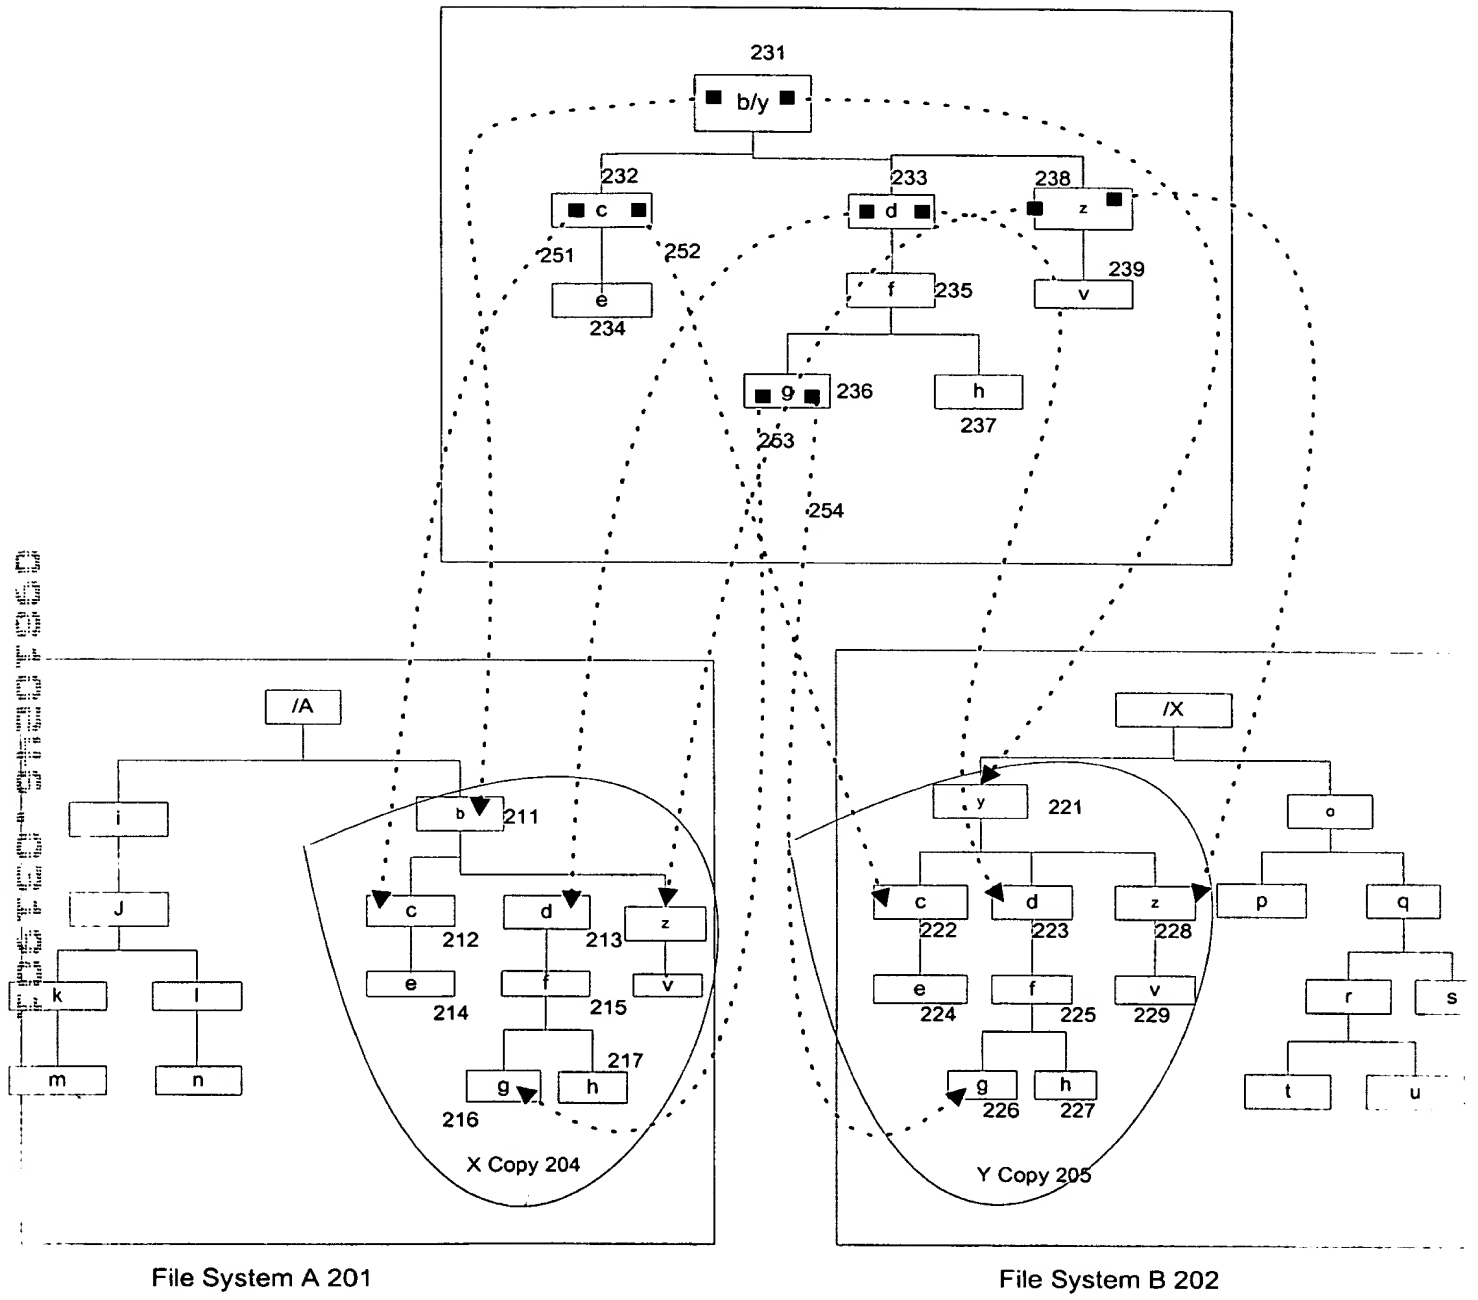 231
b/y
232
233
238
c
d
z
251
252
239
e
f
235
v
234
g
236
h
253
237
254
/A
/X
i
b
211
y
221
o
J
c
d
z
c
d
z
p
q
212
213
222
223
228
k
l
e
f
v
e
f
v
r
s
214
215
224
225
229
217
m
n
g
h
g
h
t
u
216
226
227
X Copy 204
Y Copy 205
File System A 201
File System B 202